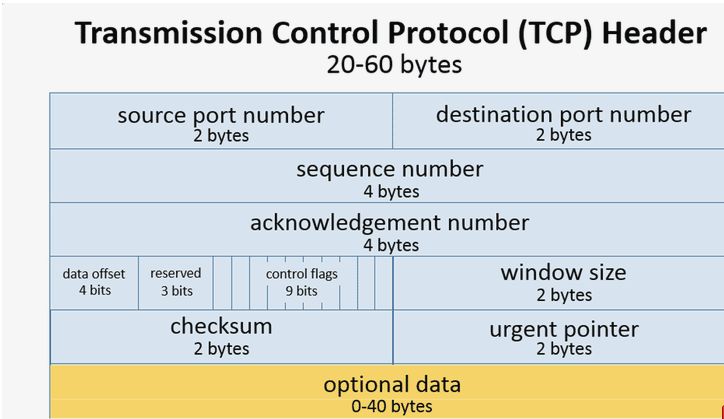 Transmission Control Protocol (TCP) Header
20-60 bytes
source port number
2 bytes
destination port number
2 bytes
sequence number
4 bytes
acknowledgement number
4 bytes
data offset
4 bits
reserved
3 bits
control flags
9 bits
window size
2 bytes
checksum
2 bytes
urgent pointer
2 bytes
optional data
0-40 bytes